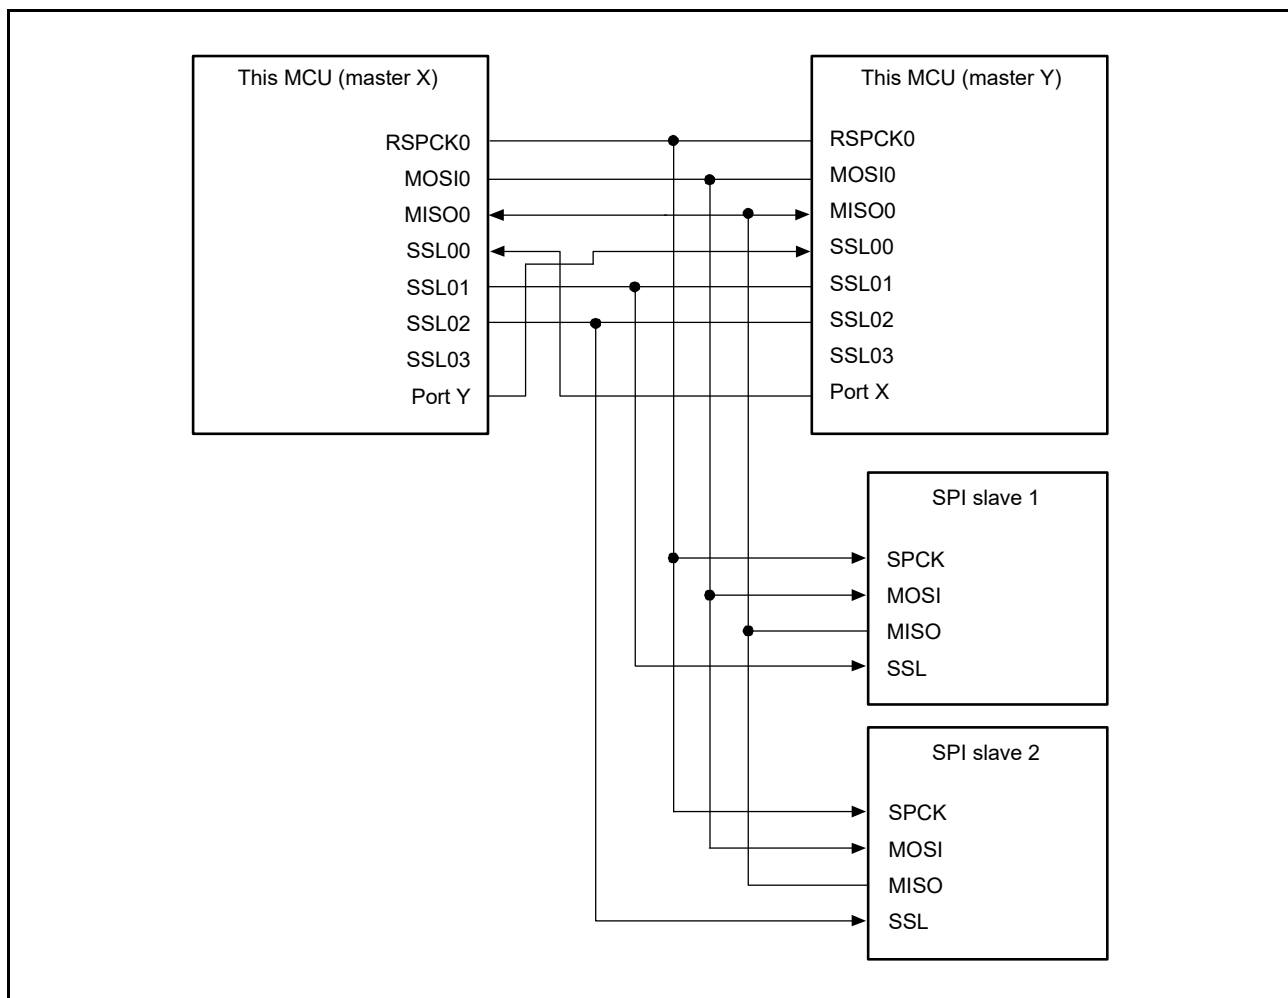 This MCU (master X)
RSPCK0
MOSI0
MISO0
SSL00
SSL01
SSL02
SSL03
Port Y
This MCU (master Y)
RSPCK0
MOSI0
MISO0
SSL00
SSL01
SSL02
SSL03
Port X
SPI slave 1
SPCK
MOSI
MISO
SSL
SPI slave 2
SPCK
MOSI
MISO
SSL